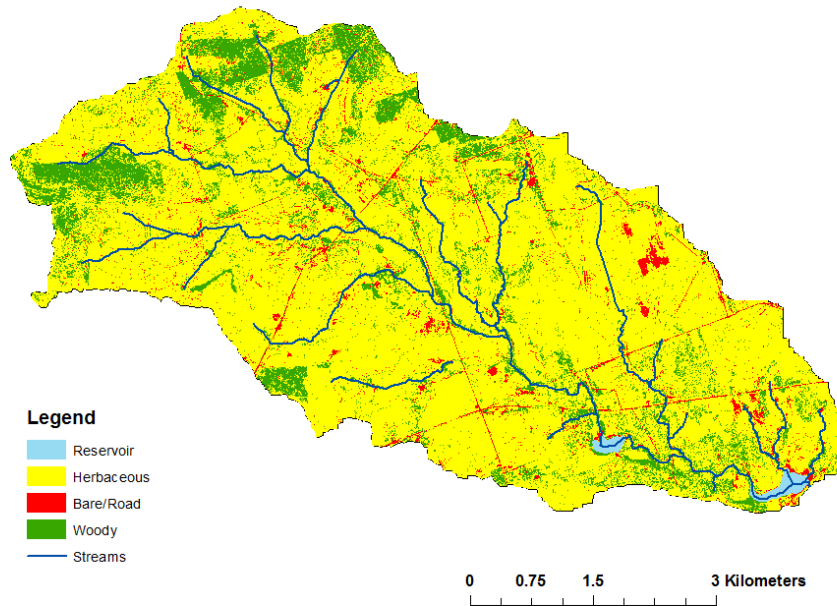 Legend
Reservoir
Herbaceous
Bare/Road
Woody
Streams
0 0.75 1.5 3 Kilometers